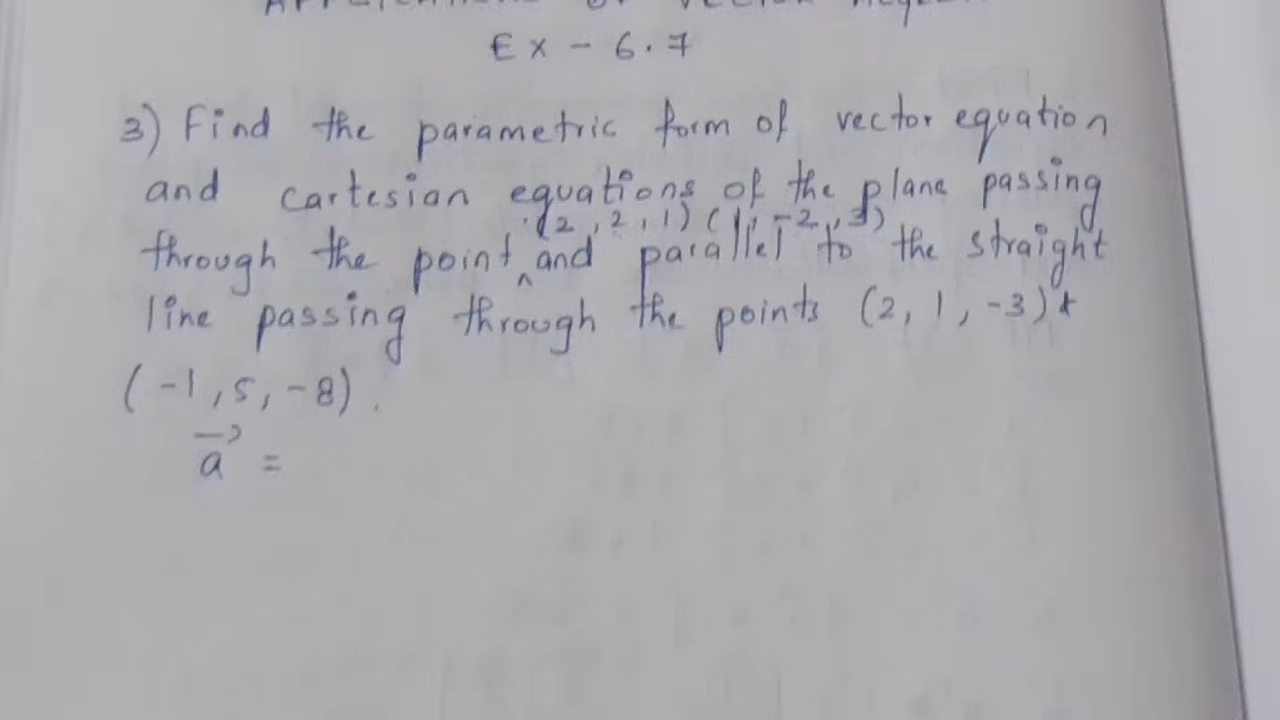 Ex - 6.7
3) Find the parametric form of vector equation
and cartesian equations of the plane passing
(2, 2, 1) (1, -2, 3)
through the point ^ and parallel to the straight
line passing through the points (2, 1, -3) &
(-1, 5, -8).
a⃗ =